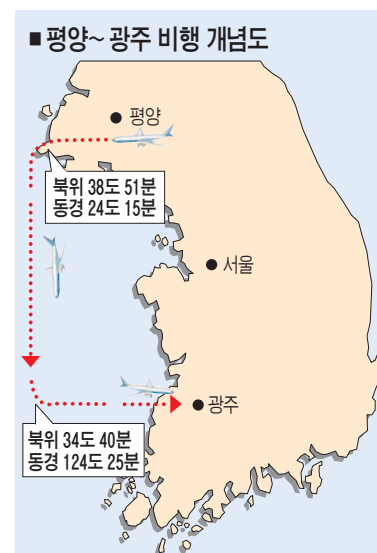 ■ 평양~ 광주 비행 개념도
평양
북위 38도 51분
동경 24도 15분
서울
광주
북위 34도 40분
동경 124도 25분